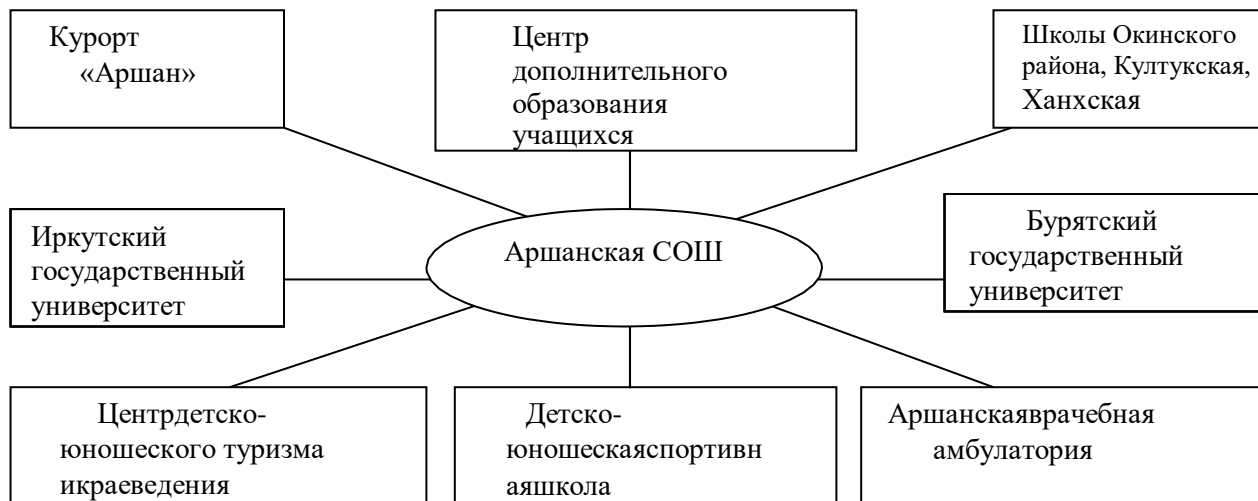 Курорт
«Аршан»
Центр
дополнительного
образования
учащихся
Школы Окинского
района, Култукская,
Ханхская
Иркутский
государственный
университет
Аршанская СОШ
Бурятский
государственный
университет
Центрдетско-
юношеского туризма
икраеведения
Детско-
юношескаяспортивн
аяшкола
Аршанскаяврачебная
амбулатория